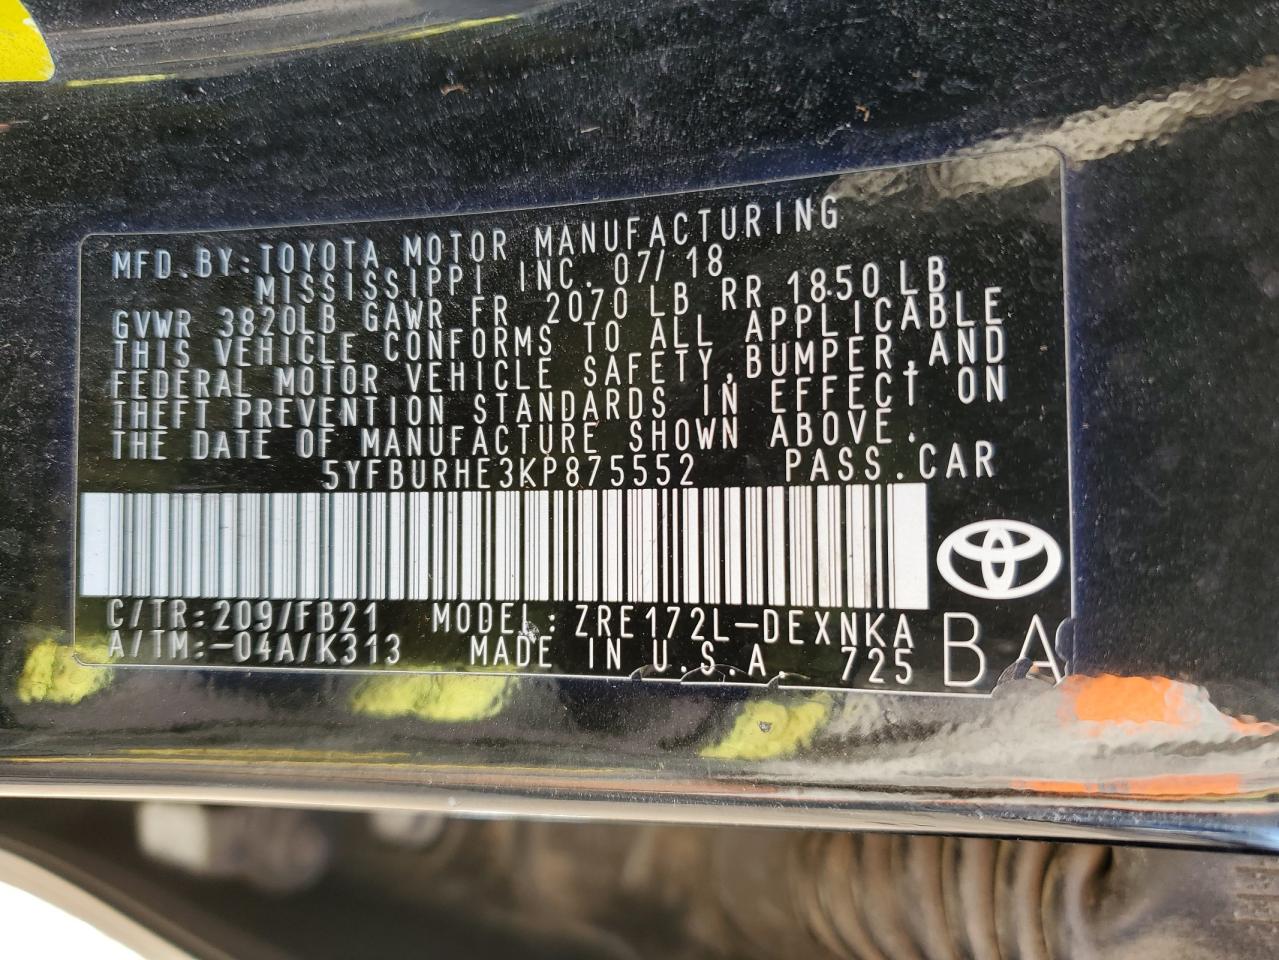 MFD.BY:TOYOTA MOTOR MANUFACTURING
MISSISSIPPI INC. 07/18
GVWR 3820LB GAWR FR 2070LB RR 1850LB
THIS VEHICLE CONFORMS TO ALL APPLICABLE
FEDERAL MOTOR VEHICLE SAFETY,BUMPER,AND
THEFT PREVENTION STANDARDS IN EFFECT ON
THE DATE OF MANUFACTURE SHOWN ABOVE.
5YFBURHE3KP875552 PASS.CAR
C/TR:209/FB21 MODEL:ZRE172L-DEXNKA
A/TM:-04A/K313 MADE IN U.S.A. 725 BA